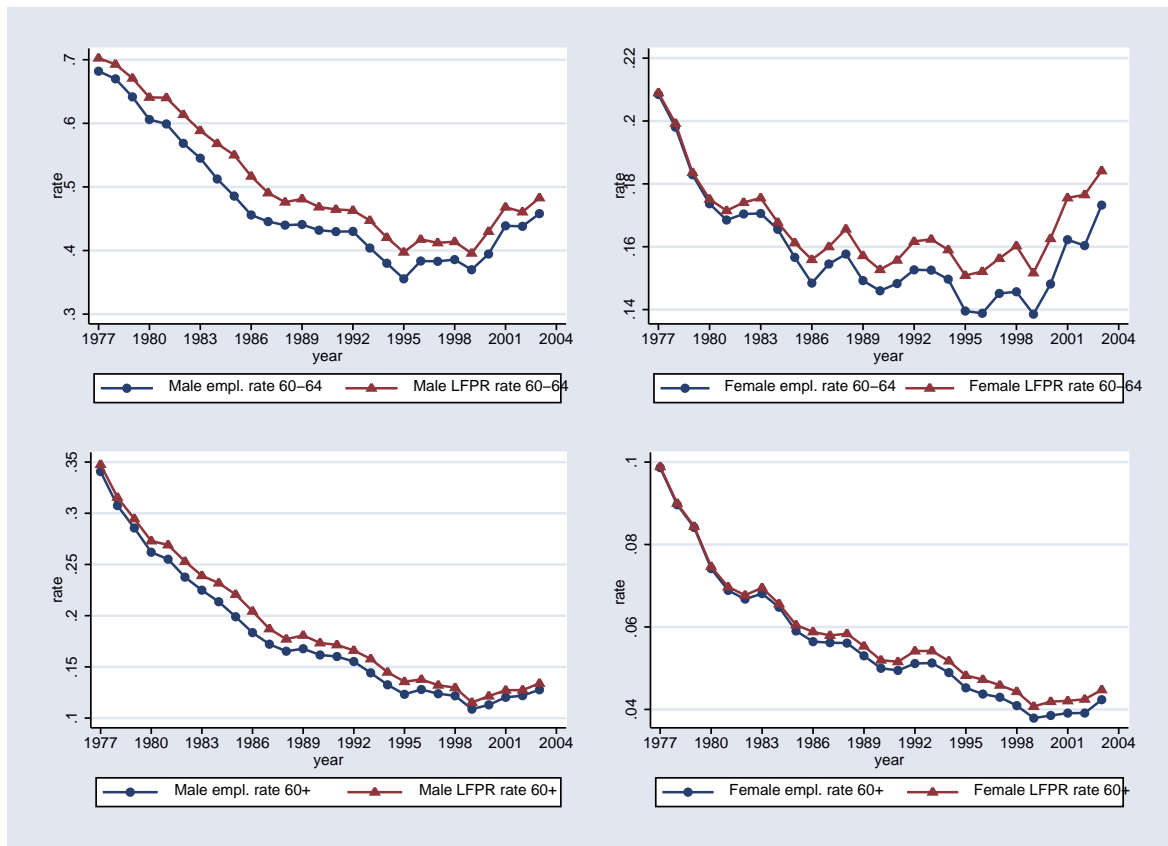 .7
.6
.5
.4
.3
rate
1977 1980 1983 1986 1989 1992 1995 1998 2001 2004
year
Male empl. rate 60−64 Male LFPR rate 60−64
.22
.2
.18
.16
.14
rate
1977 1980 1983 1986 1989 1992 1995 1998 2001 2004
year
Female empl. rate 60−64 Female LFPR rate 60−64
.35
.3
.25
.2
.15
.1
rate
1977 1980 1983 1986 1989 1992 1995 1998 2001 2004
year
Male empl. rate 60+ Male LFPR rate 60+
.1
.08
.06
.04
rate
1977 1980 1983 1986 1989 1992 1995 1998 2001 2004
year
Female empl. rate 60+ Female LFPR rate 60+